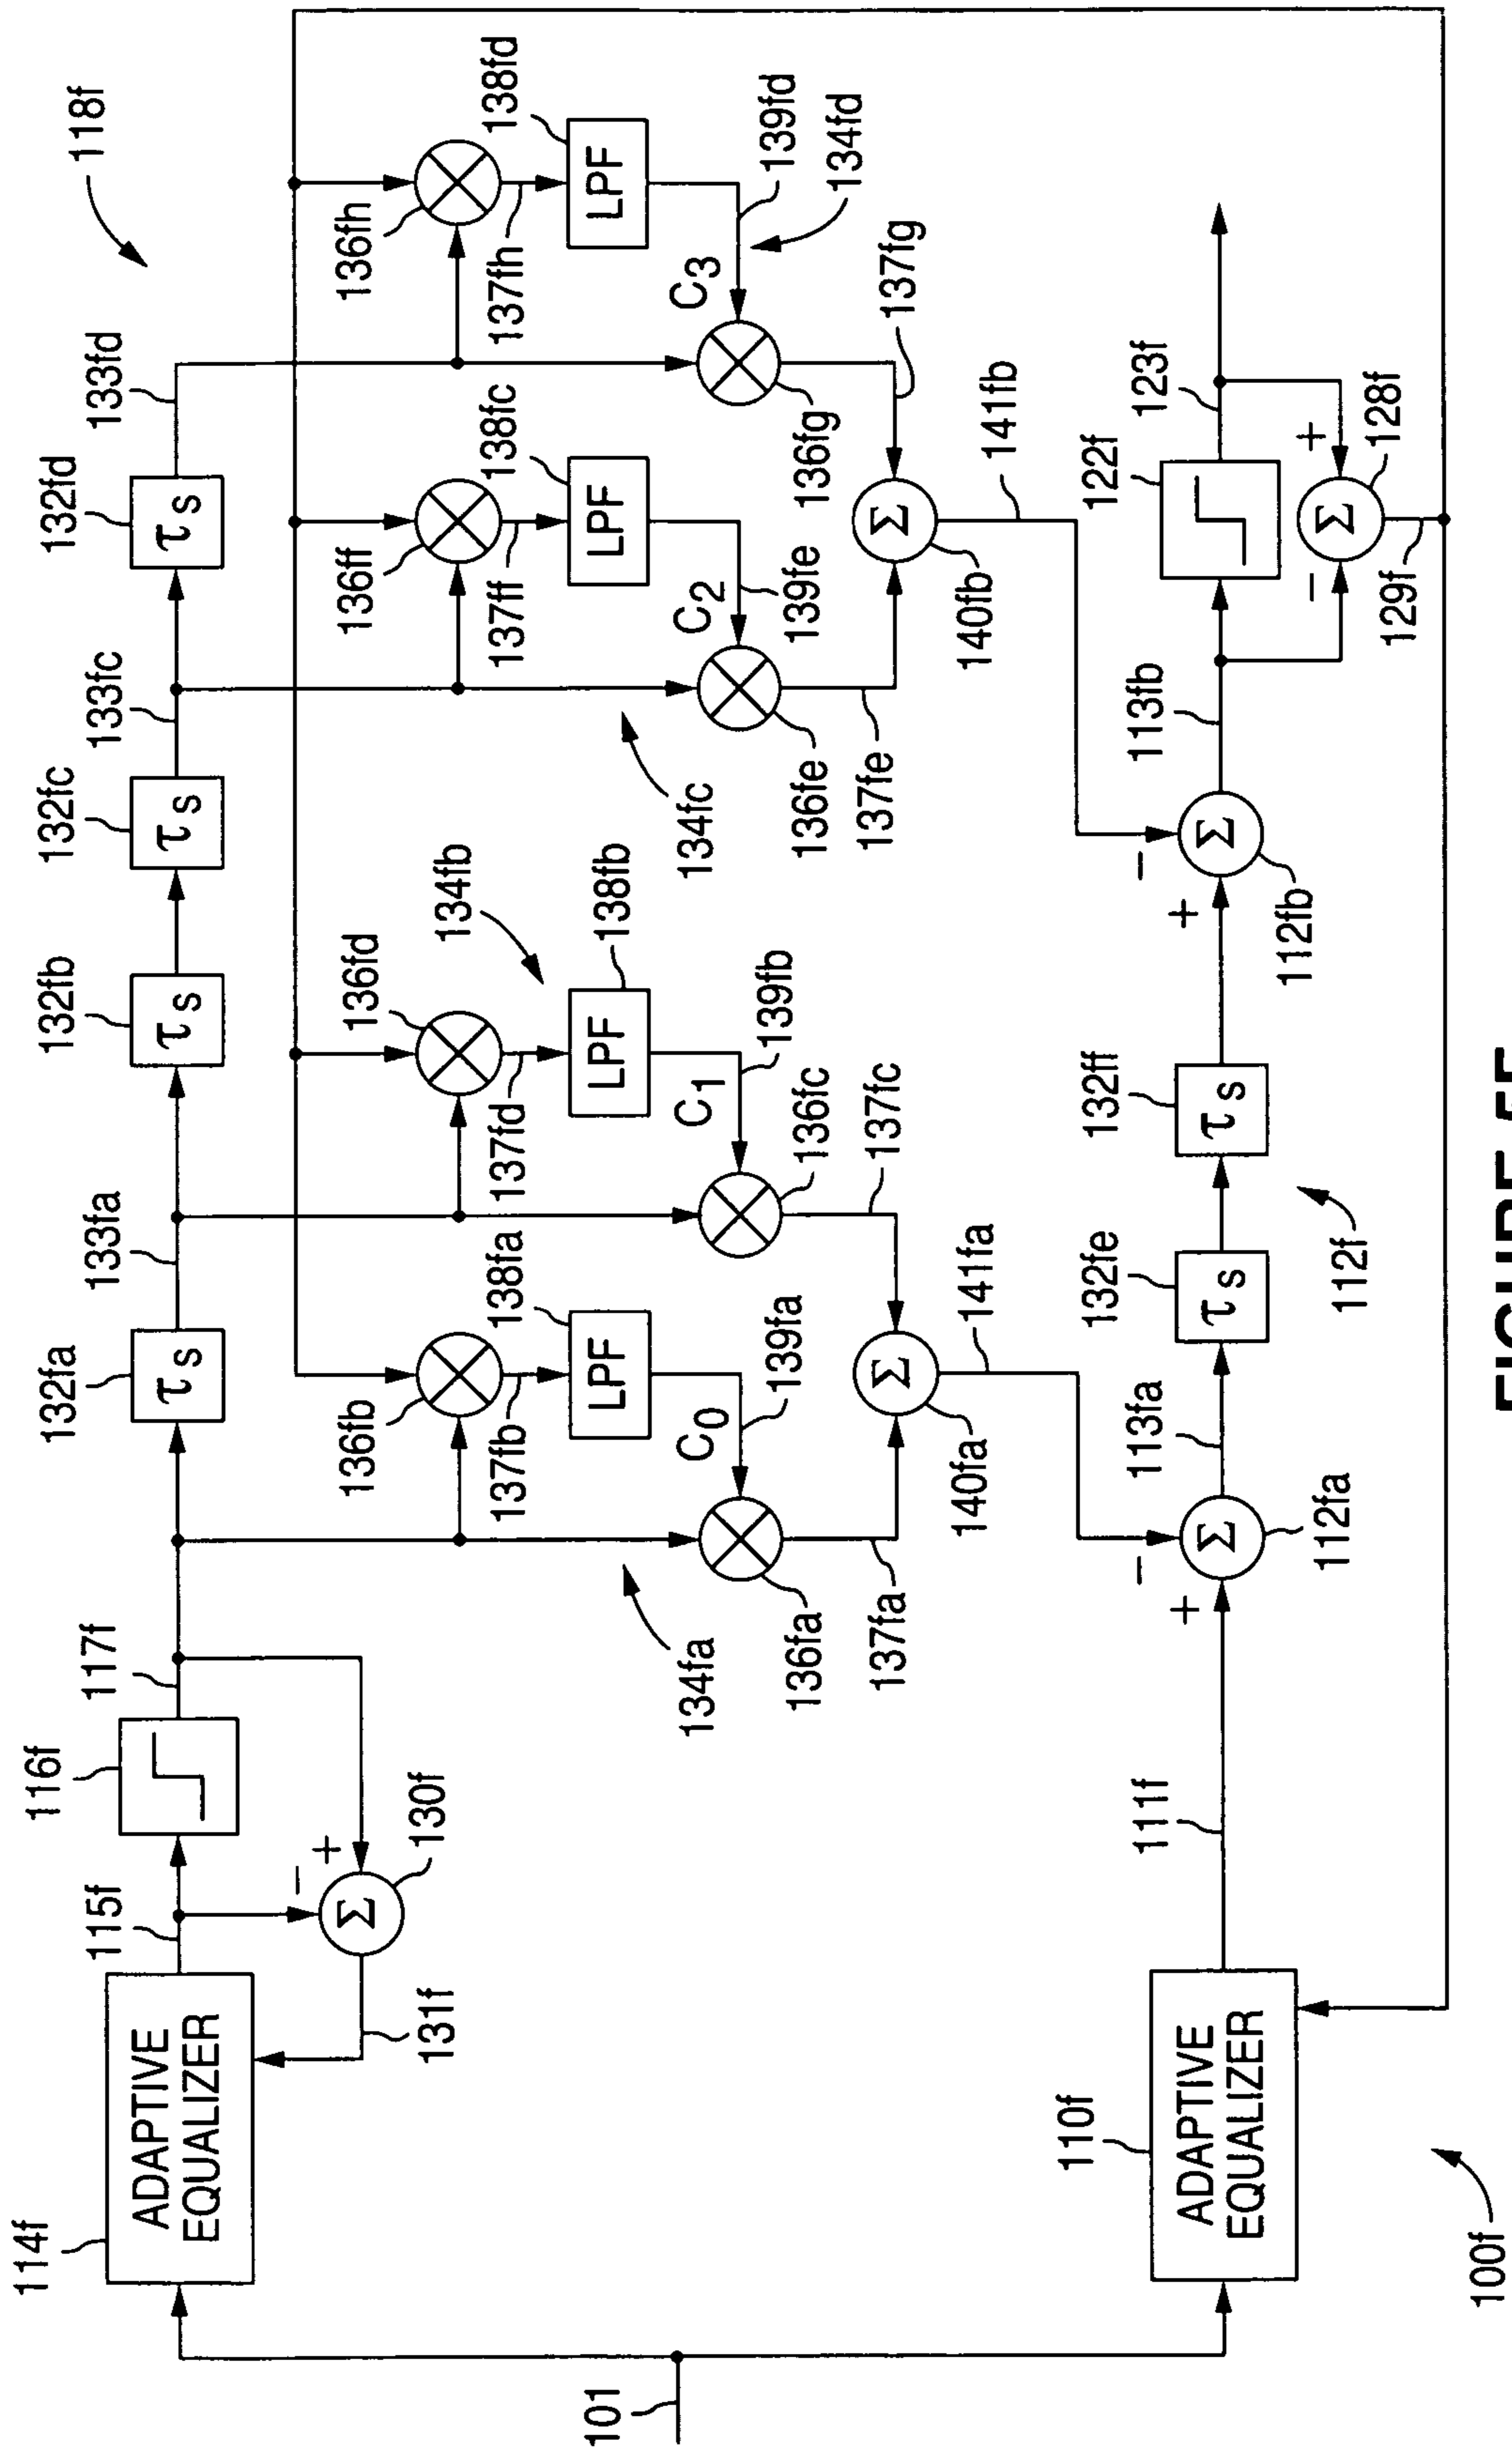 118f
114f
115f
116f
117f
132fa
133fa
132fb
132fc
133fc
132fd
133fd
ADAPTIVE
EQUALIZER
τs
τs
τs
τs
−
+
Σ
130f
131f
136fb
136fd
136ff
136fh
137fb
137fd
137ff
137fh
138fa
138fb
138fc
138fd
LPF
LPF
LPF
LPF
134fa
134fb
134fc
134fd
C0
C1
C2
C3
139fa
139fb
139fe
139fd
136fa
136fc
136fe
136fg
137fa
137fc
137fe
137fg
Σ
Σ
140fa
141fa
140fb
141fb
101
110f
ADAPTIVE
EQUALIZER
111f
+
−
Σ
112fa
113fa
132fe
τs
132ff
τs
112f
+
−
Σ
112fb
113fb
122f
123f
−
+
Σ
128f
129f
100f
FIGURE